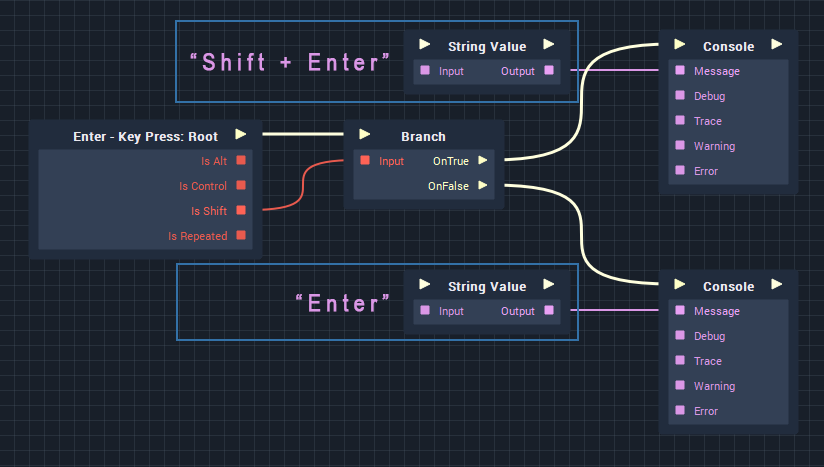 “Shift + Enter”
String Value
Input Output
Console
Message
Debug
Trace
Warning
Error
Enter - Key Press: Root
Is Alt
Is Control
Is Shift
Is Repeated
Branch
Input OnTrue
OnFalse
“Enter”
String Value
Input Output
Console
Message
Debug
Trace
Warning
Error